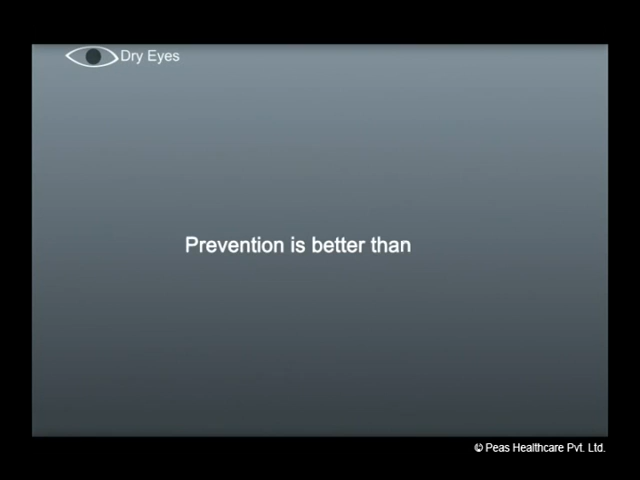 Dry Eyes
Prevention is better than
© Peas Healthcare Pvt. Ltd.